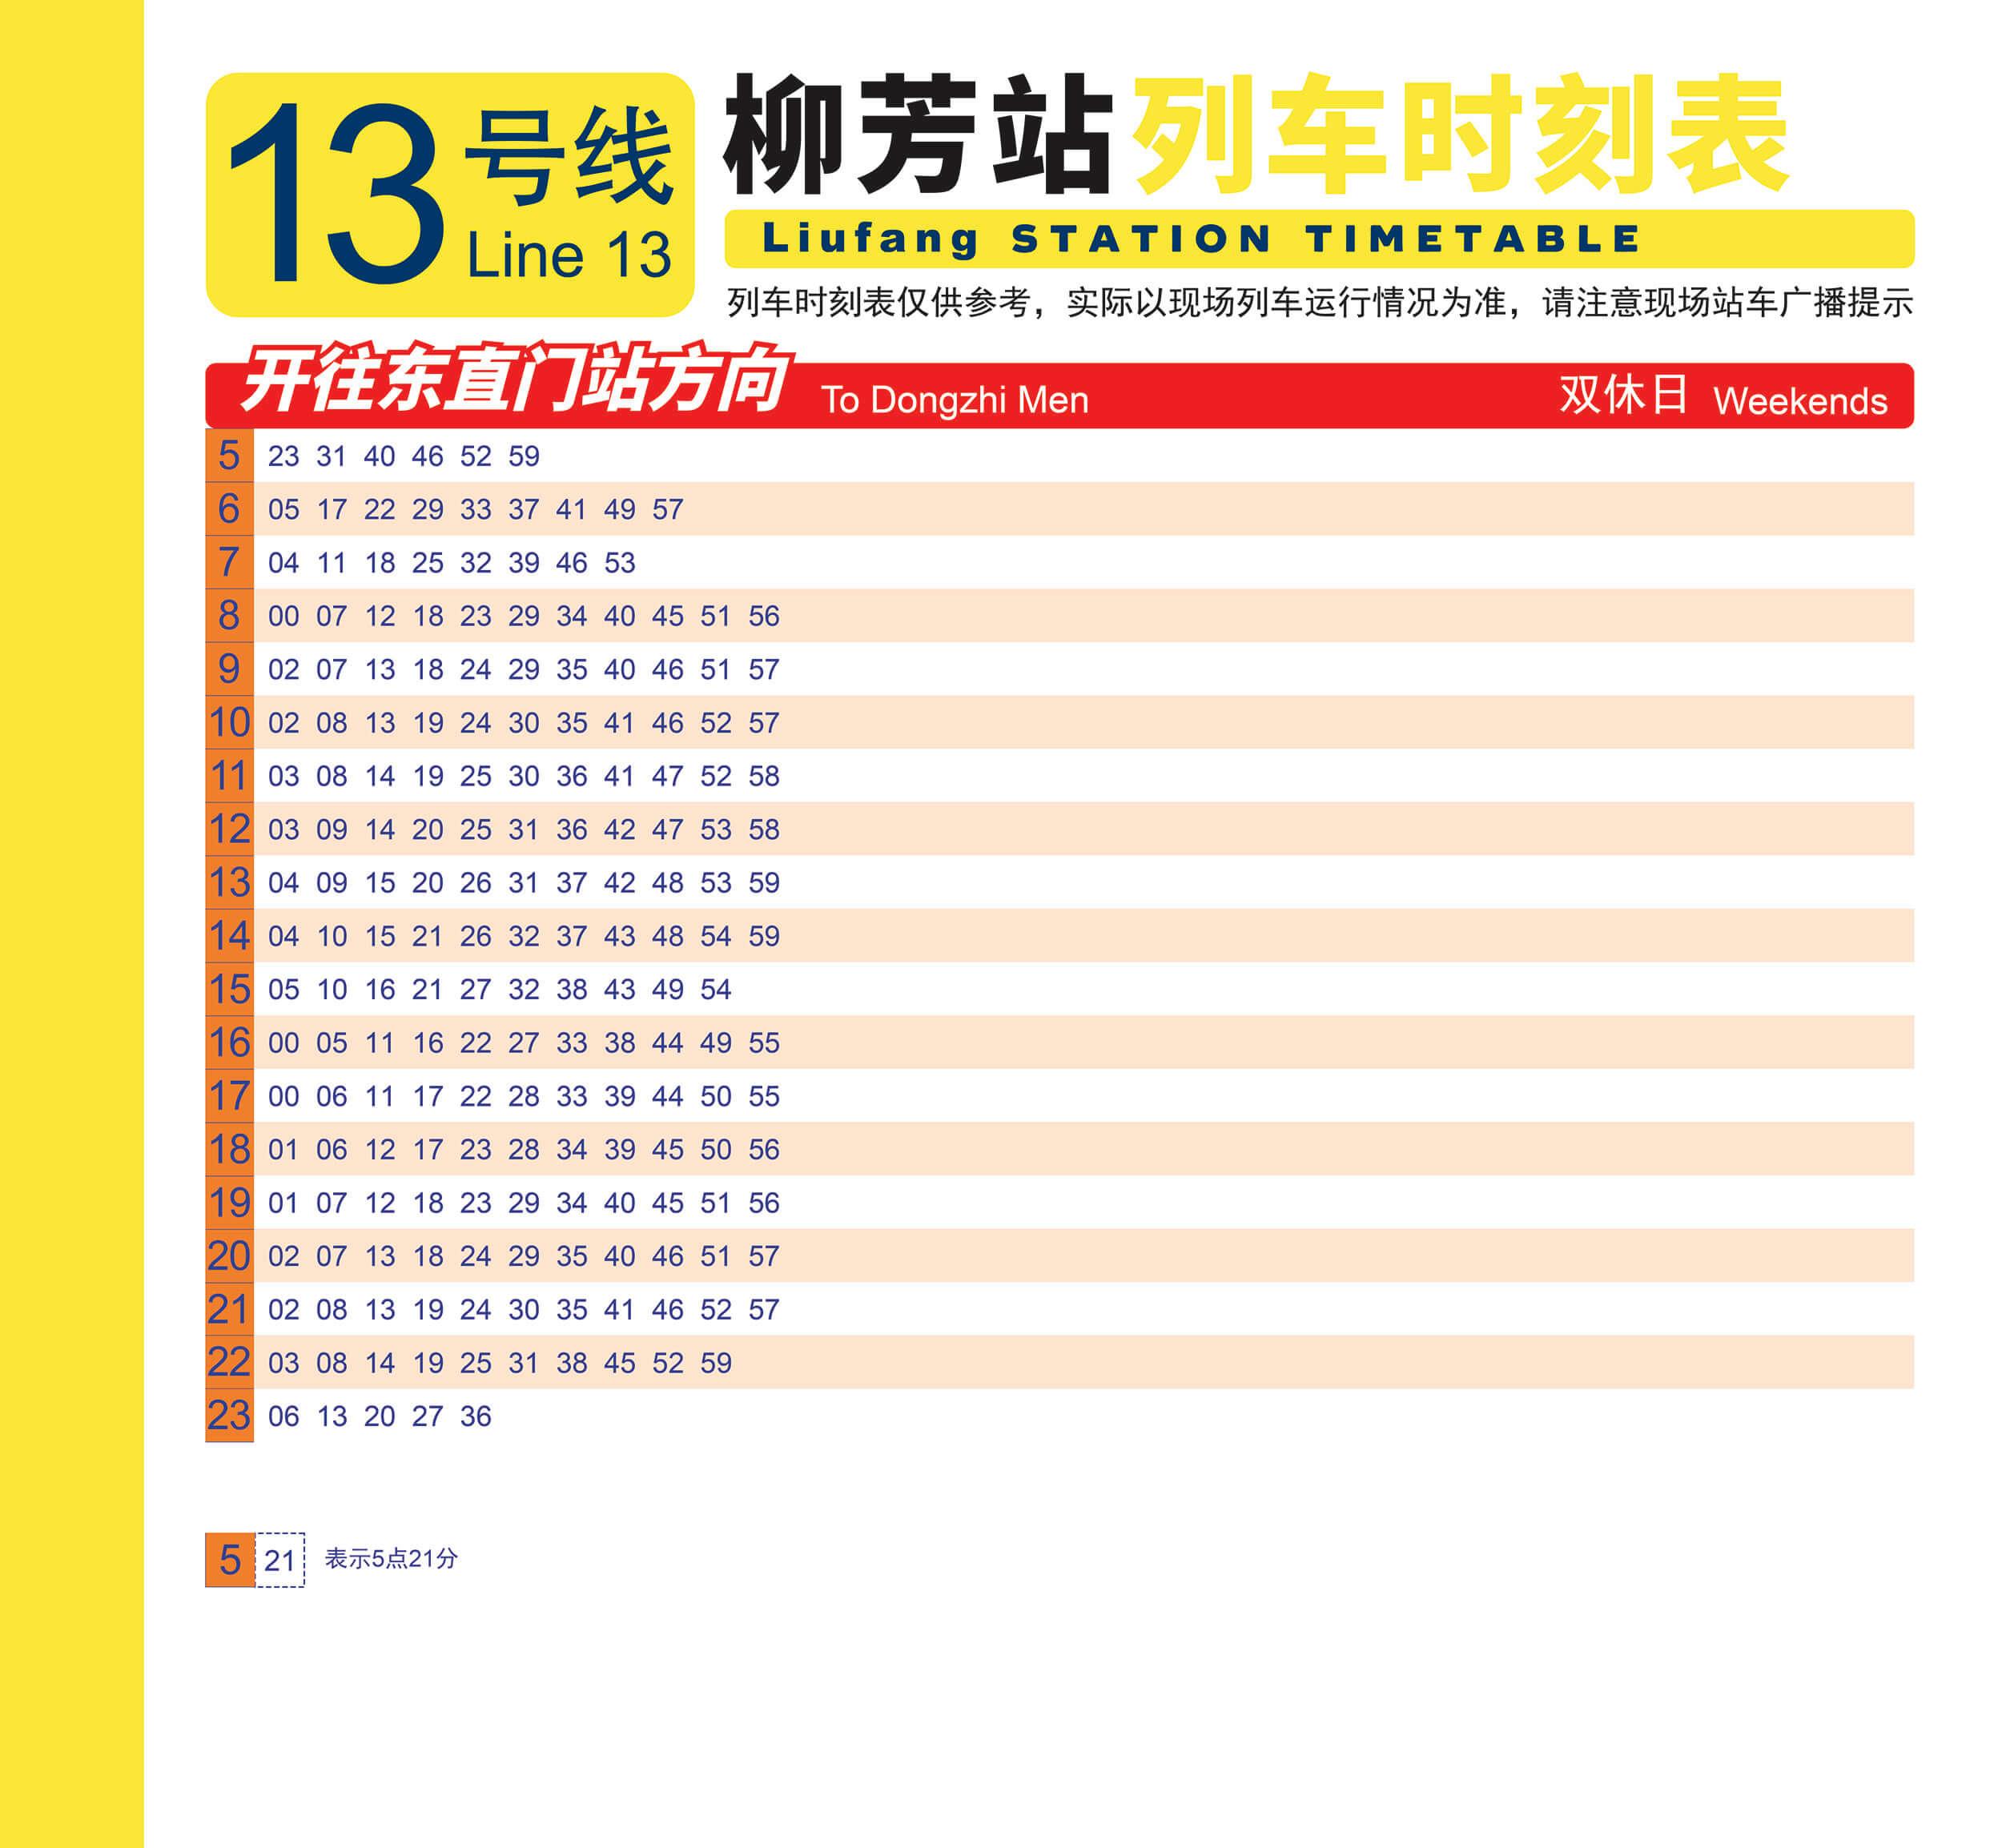 13号线
Line 13
柳芳站列车时刻表
Liufang STATION TIMETABLE
列车时刻表仅供参考，实际以现场列车运行情况为准，请注意现场站车广播提示
开往东直门站方向 To Dongzhi Men 双休日 Weekends
5 23 31 40 46 52 59
6 05 17 22 29 33 37 41 49 57
7 04 11 18 25 32 39 46 53
8 00 07 12 18 23 29 34 40 45 51 56
9 02 07 13 18 24 29 35 40 46 51 57
10 02 08 13 19 24 30 35 41 46 52 57
11 03 08 14 19 25 30 36 41 47 52 58
12 03 09 14 20 25 31 36 42 47 53 58
13 04 09 15 20 26 31 37 42 48 53 59
14 04 10 15 21 26 32 37 43 48 54 59
15 05 10 16 21 27 32 38 43 49 54
16 00 05 11 16 22 27 33 38 44 49 55
17 00 06 11 17 22 28 33 39 44 50 55
18 01 06 12 17 23 28 34 39 45 50 56
19 01 07 12 18 23 29 34 40 45 51 56
20 02 07 13 18 24 29 35 40 46 51 57
21 02 08 13 19 24 30 35 41 46 52 57
22 03 08 14 19 25 31 38 45 52 59
23 06 13 20 27 36
5 21 表示5点21分